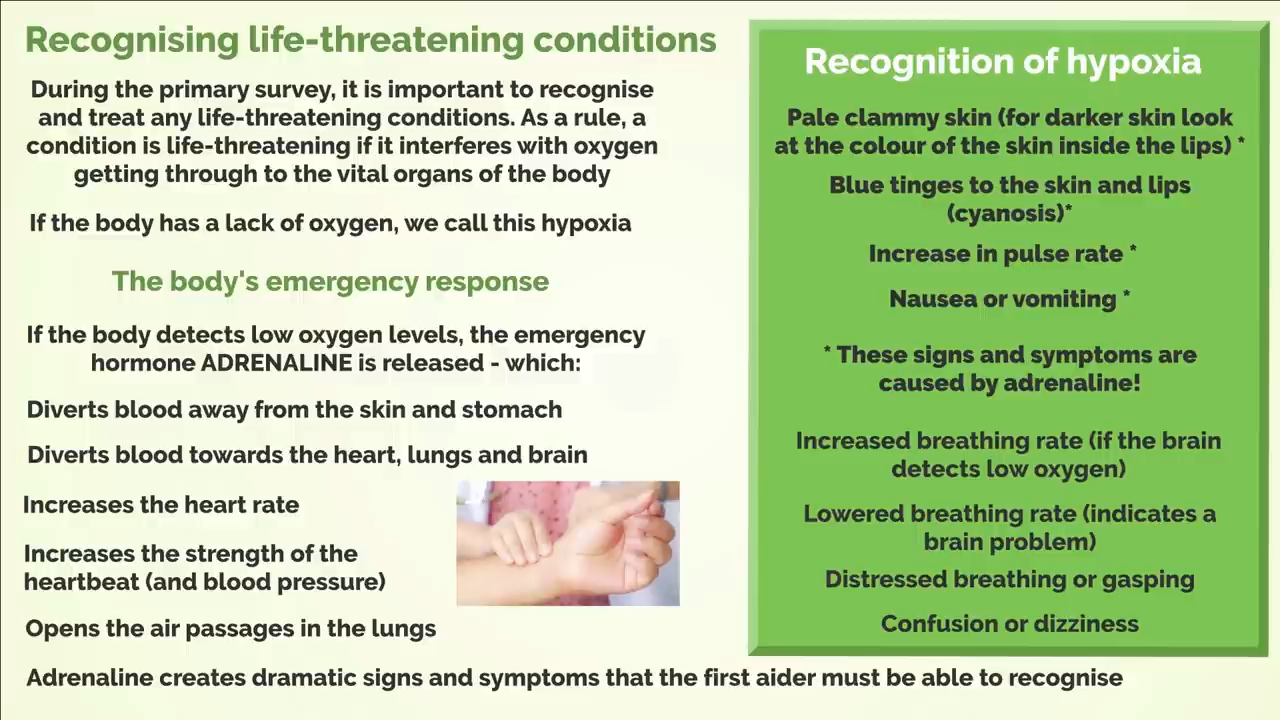 Recognising life-threatening conditions
During the primary survey, it is important to recognise
and treat any life-threatening conditions. As a rule, a
condition is life-threatening if it interferes with oxygen
getting through to the vital organs of the body
If the body has a lack of oxygen, we call this hypoxia
The body's emergency response
If the body detects low oxygen levels, the emergency
hormone ADRENALINE is released - which:
Diverts blood away from the skin and stomach
Diverts blood towards the heart, lungs and brain
Increases the heart rate
Increases the strength of the
heartbeat (and blood pressure)
Opens the air passages in the lungs
Adrenaline creates dramatic signs and symptoms that the first aider must be able to recognise
Recognition of hypoxia
Pale clammy skin (for darker skin look
at the colour of the skin inside the lips) *
Blue tinges to the skin and lips
(cyanosis)*
Increase in pulse rate *
Nausea or vomiting *
* These signs and symptoms are
caused by adrenaline!
Increased breathing rate (if the brain
detects low oxygen)
Lowered breathing rate (indicates a
brain problem)
Distressed breathing or gasping
Confusion or dizziness